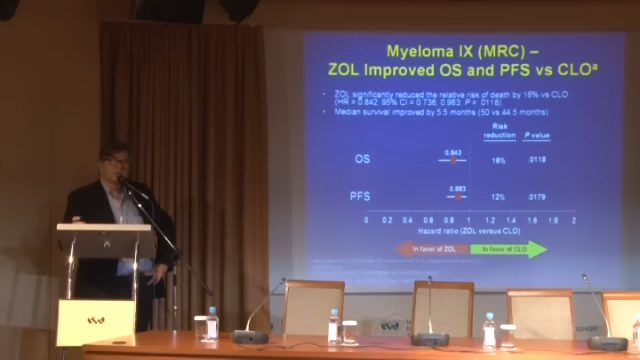 Myeloma IX (MRC) –
ZOL Improved OS and PFS vs CLOa
• ZOL significantly reduced the relative risk of death by 16% vs CLO
(HR = 0.842, 95% CI = 0.736, 0.963, P = .0118)
• Median survival improved by 5.5 months (50 vs 44.5 months)
Risk
reduction
P value
0.842
OS
16%
.0118
0.883
PFS
12%
.0179
0 0.2 0.4 0.6 0.8 1 1.2 1.4 1.6 1.8 2
Hazard ratio (ZOL versus CLO)
In favor of ZOL
In favor of CLO